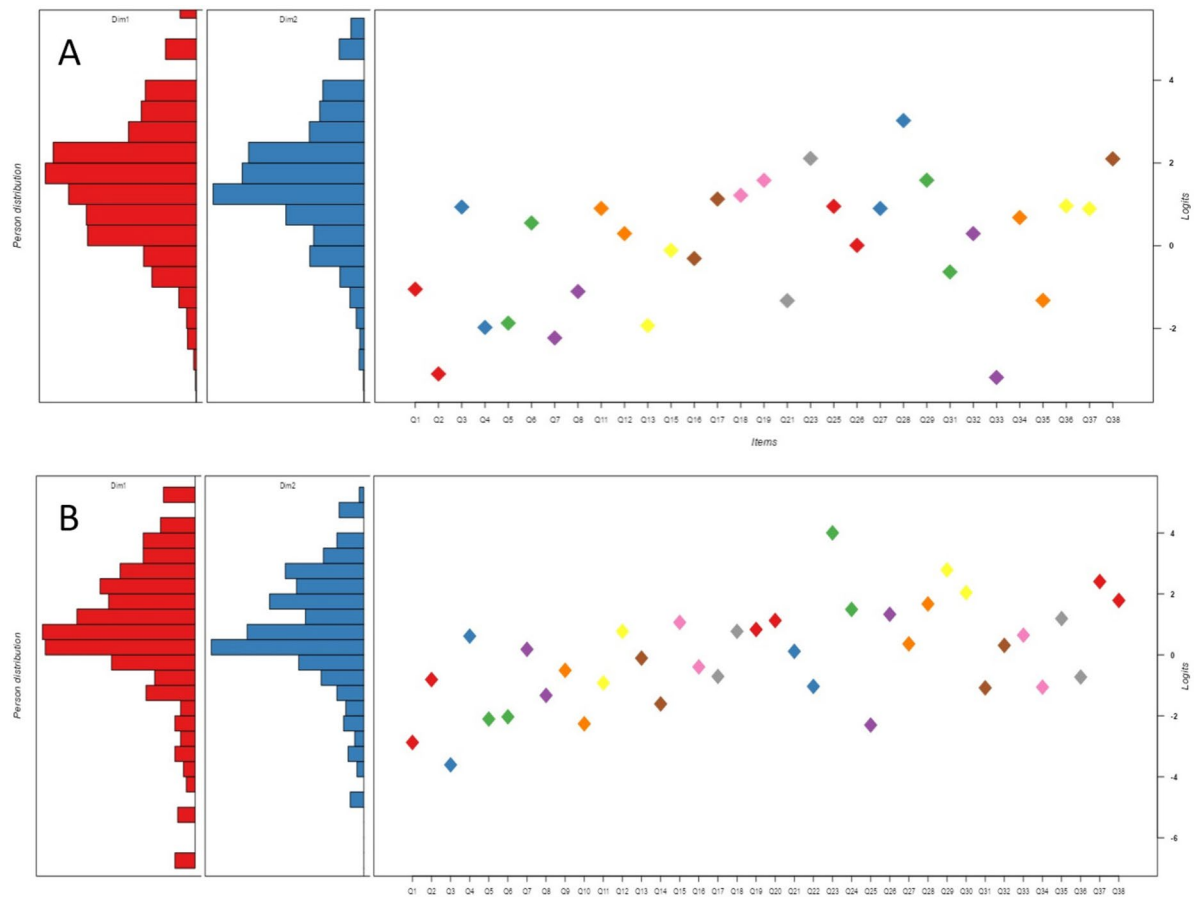 A
Dim1
Dim2
Person distribution
4
2
0
-2
Logits
Q1 Q2 Q3 Q4 Q5 Q6 Q7 Q8 Q11 Q12 Q13 Q15 Q16 Q17 Q18 Q19 Q21 Q23 Q25 Q26 Q27 Q28 Q29 Q31 Q32 Q33 Q34 Q35 Q36 Q37 Q38
Items
B
Dim1
Dim2
Person distribution
4
2
0
-2
-4
-6
Logits
Q1 Q2 Q3 Q4 Q5 Q6 Q7 Q8 Q9 Q10 Q11 Q12 Q13 Q14 Q15 Q16 Q17 Q18 Q19 Q20 Q21 Q22 Q23 Q24 Q25 Q26 Q27 Q28 Q29 Q30 Q31 Q32 Q33 Q34 Q35 Q36 Q37 Q38